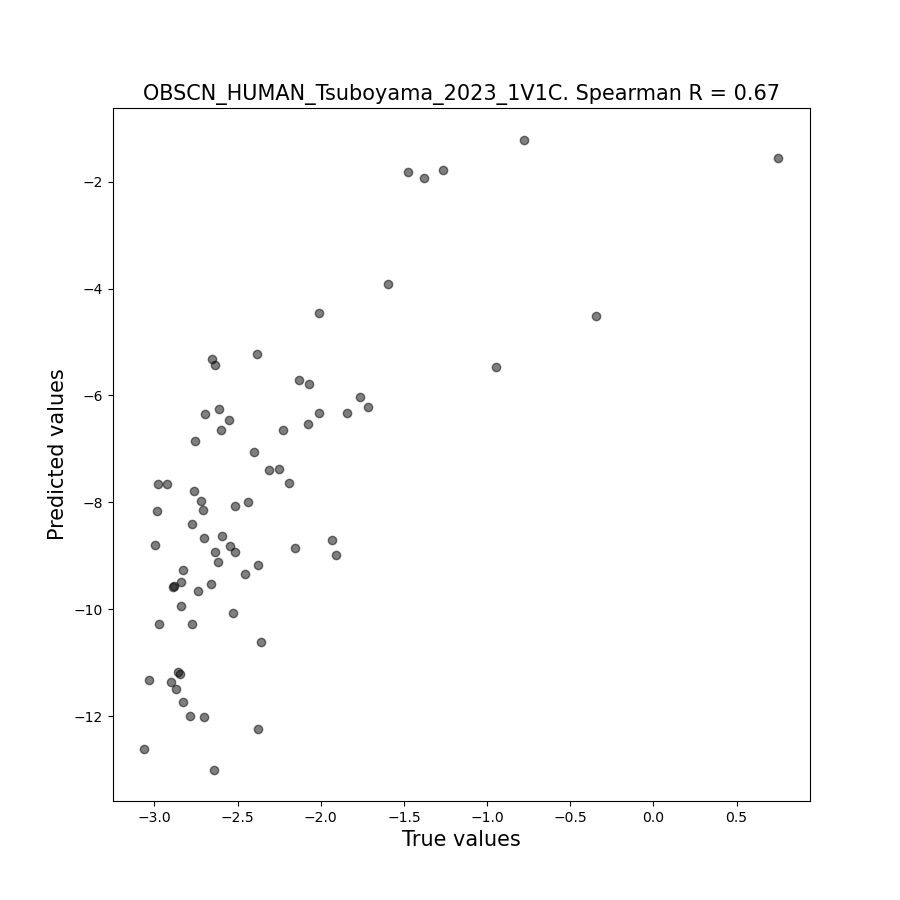 OBSCN_HUMAN_Tsuboyama_2023_1V1C. Spearman R = 0.67
Predicted values
−2
−4
−6
−8
−10
−12
−3.0 −2.5 −2.0 −1.5 −1.0 −0.5 0.0 0.5
True values